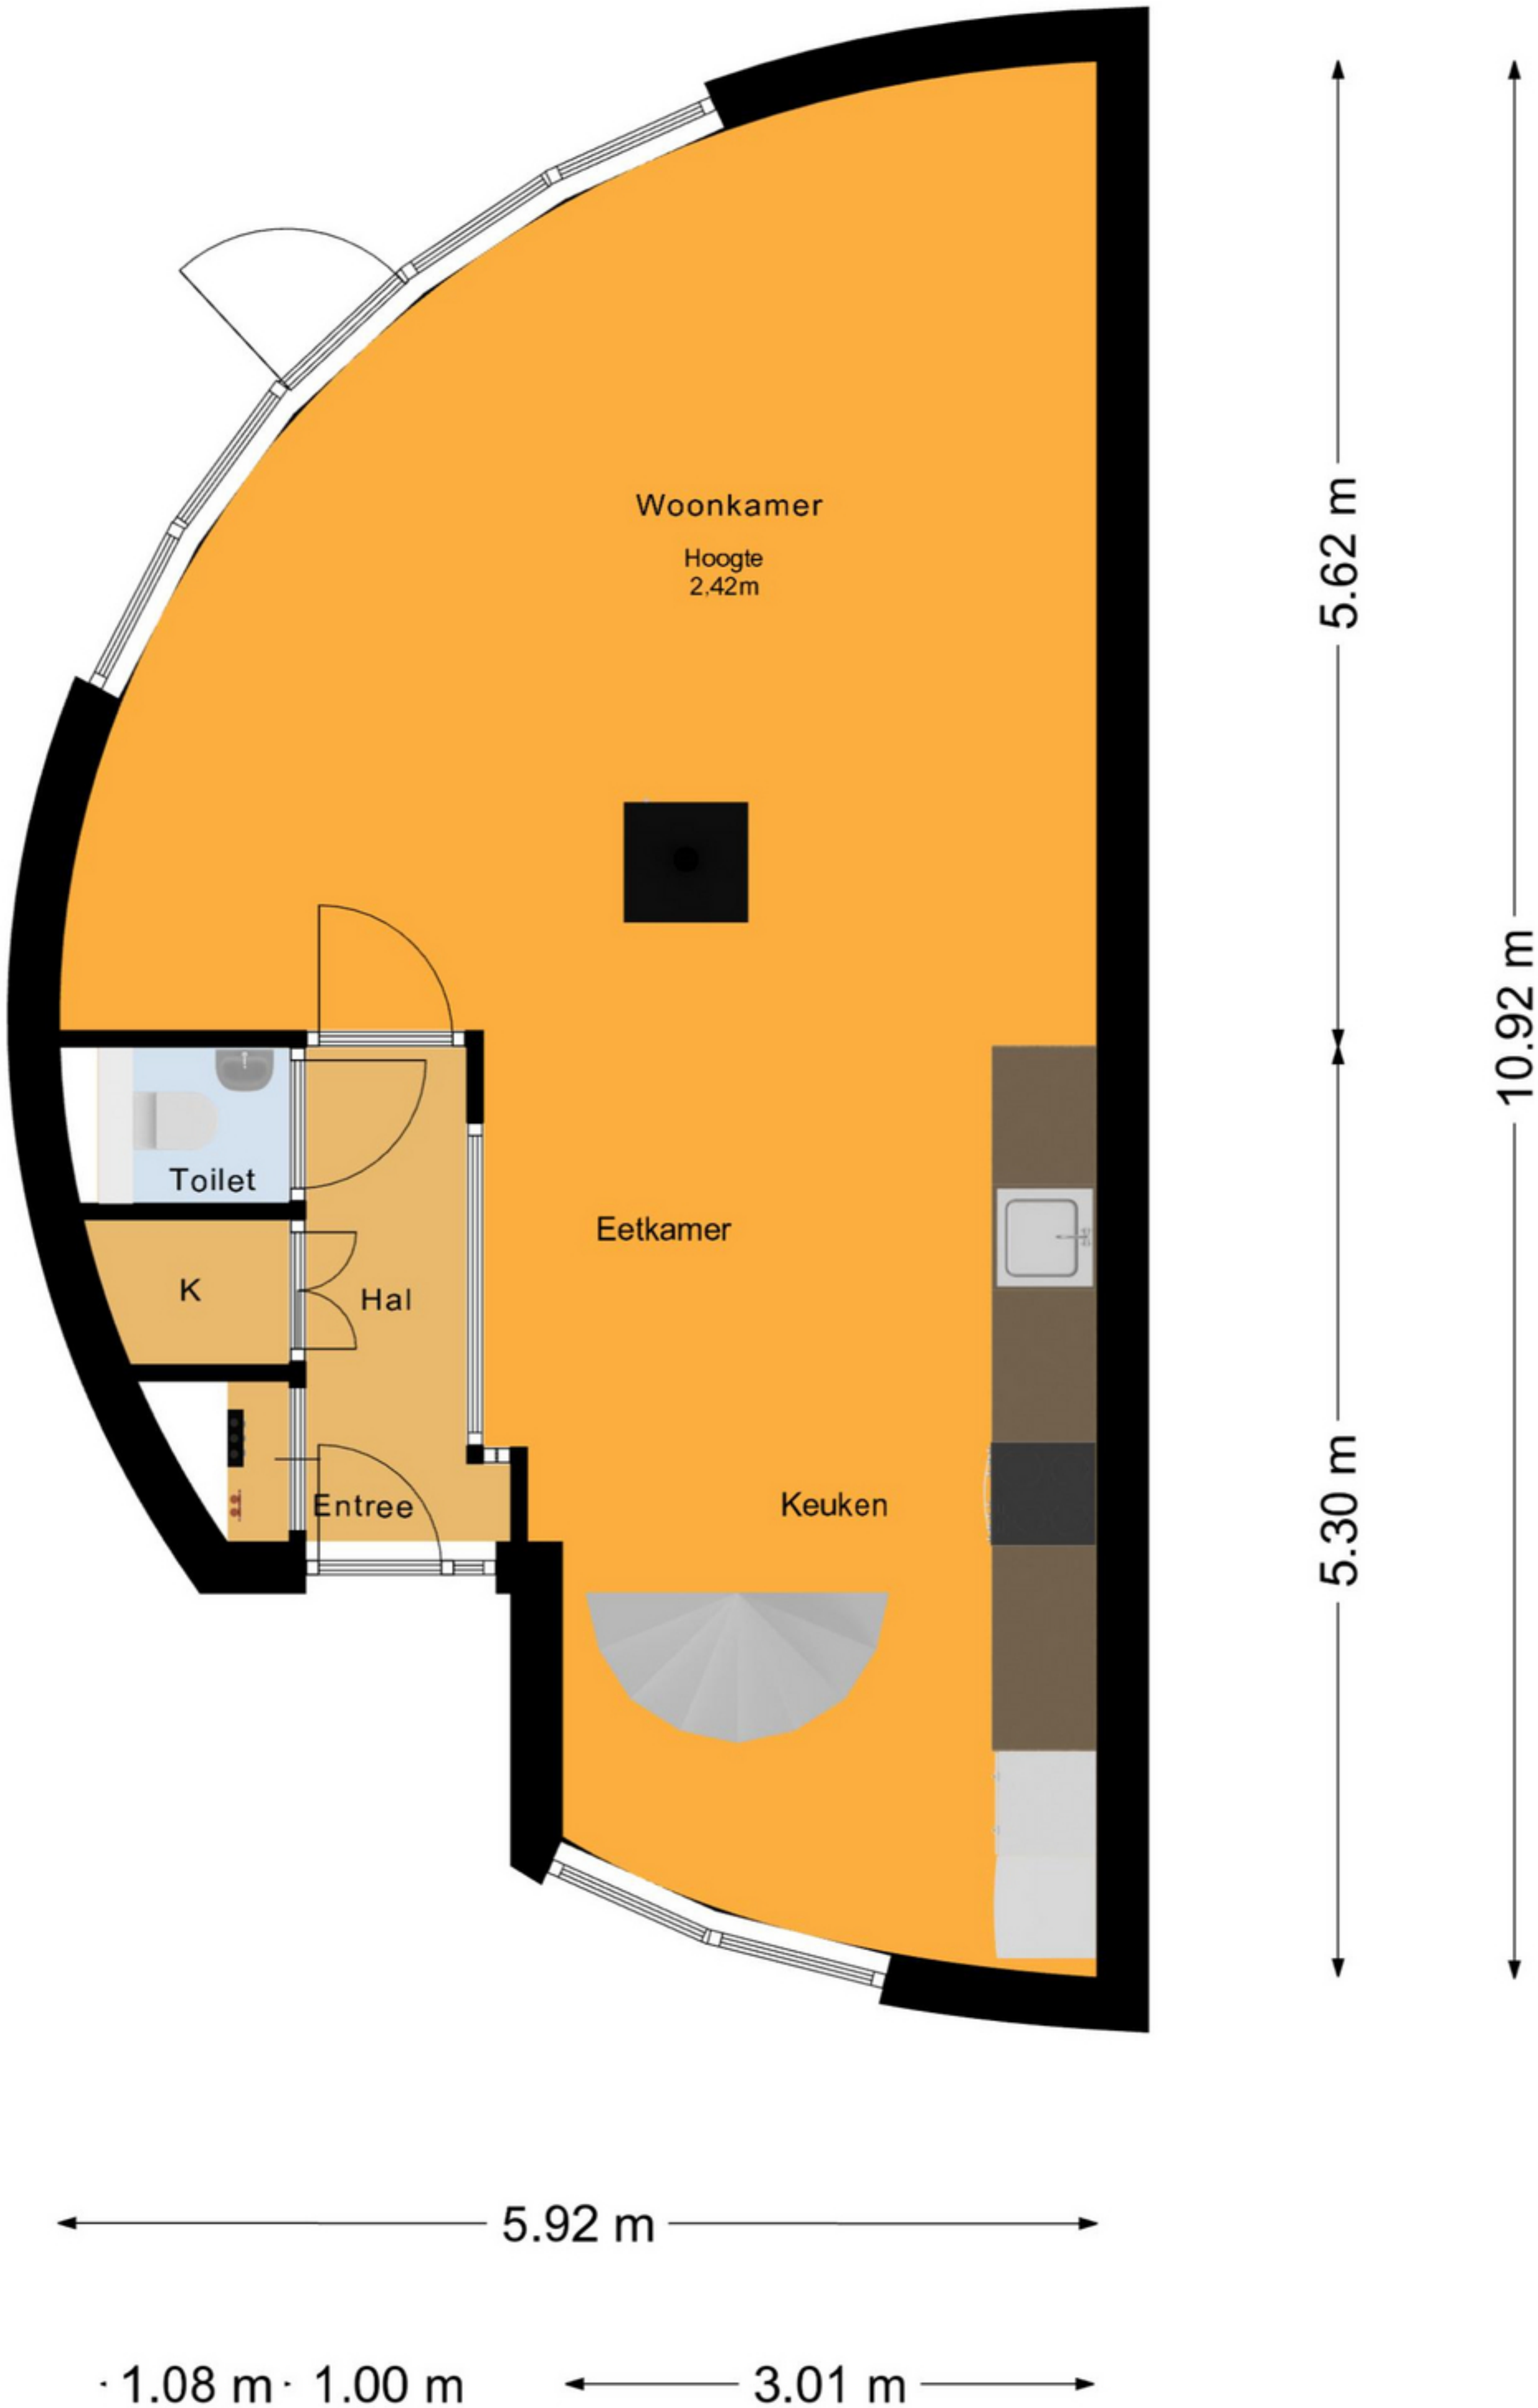 Woonkamer
Hoogte
2,42m
5.62 m
10.92 m
Toilet
Eetkamer
K
Hal
Entree
Keuken
5.30 m
5.92 m
1.08 m
1.00 m
3.01 m